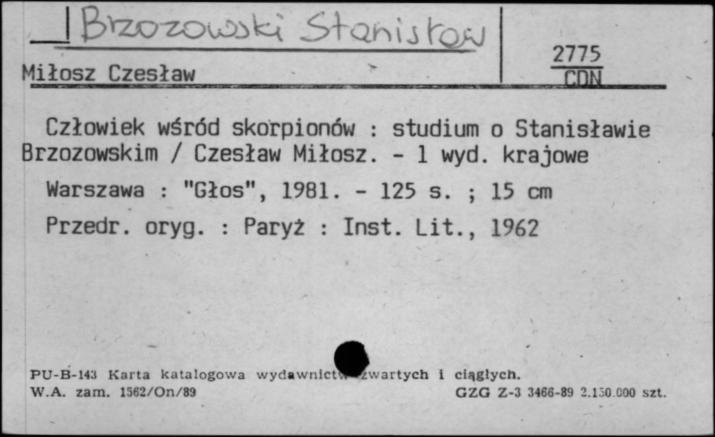 Brzozowski Stanisław
2775
CDN
Miłosz Czesław
Człowiek wśród skorpionów : studium o Stanisławie
Brzozowskim / Czesław Miłosz. - 1 wyd. krajowe
Warszawa : "Głos", 1981. - 125 s. ; 15 cm
Przedr. oryg. : Paryż : Inst. Lit., 1962
PU-B-143 Karta katalogowa wydawnictw zwartych i ciągłych.
W.A. zam. 1562/On/89 GZG Z-3 3466-89 2.150.000 szt.